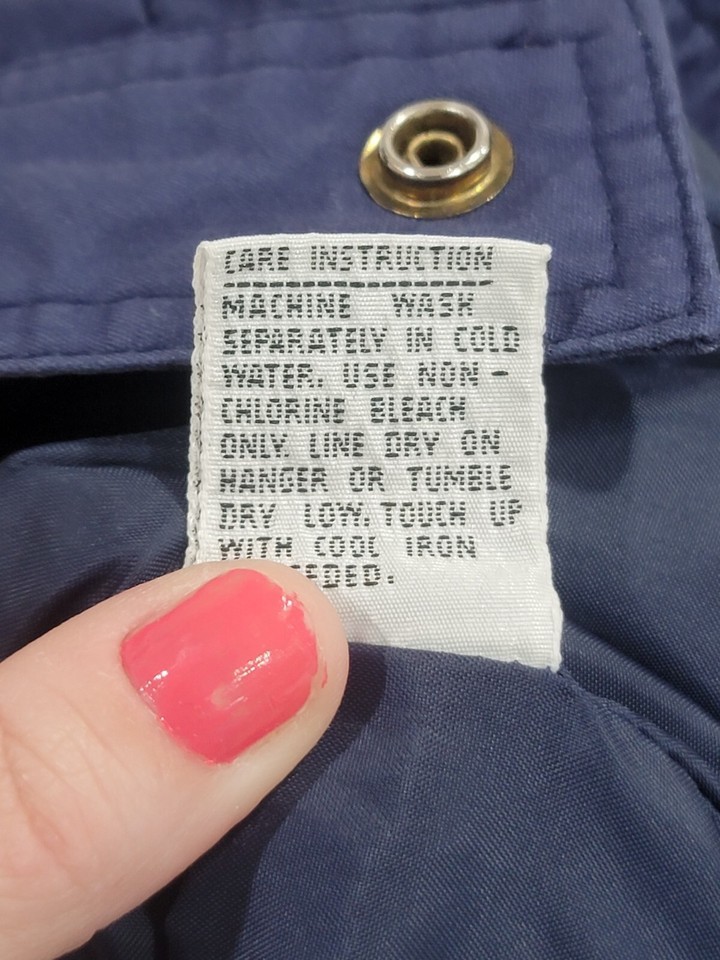 CARE INSTRUCTION
MACHINE WASH
SEPARATELY IN COLD
WATER. USE NON-
CHLORINE BLEACH
ONLY. LINE DRY ON
HANGER OR TUMBLE
DRY LOW. TOUCH UP
WITH COOL IRON
EEDED.